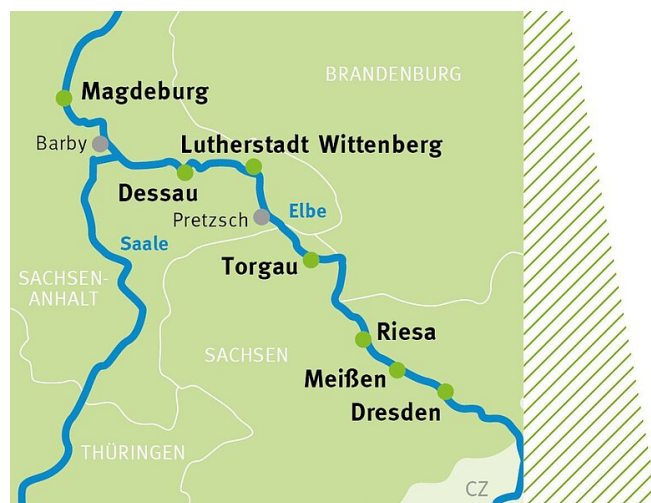 BRANDENBURG
Magdeburg
Barby
Lutherstadt Wittenberg
Dessau
Pretzsch
Elbe
Saale
Torgau
SACHSEN-
ANHALT
Riesa
SACHSEN
Meißen
Dresden
THÜRINGEN
CZ